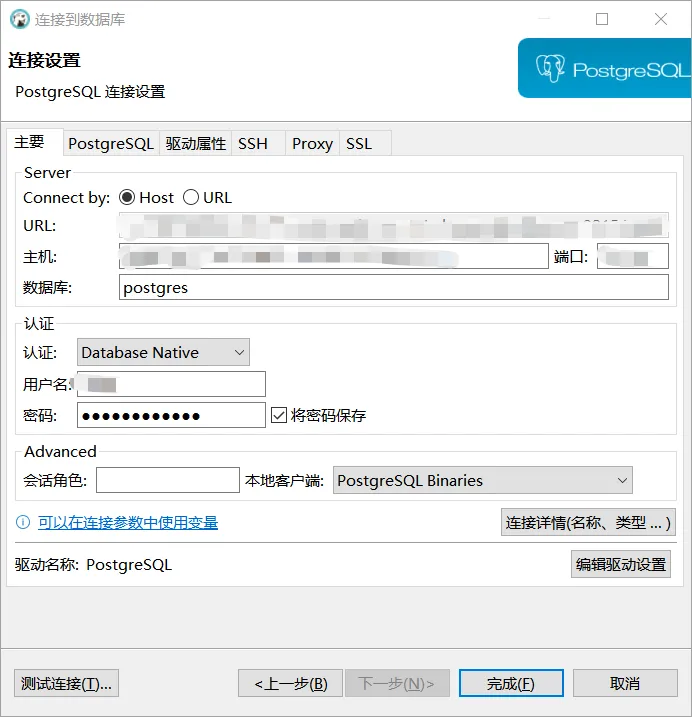 连接到数据库
连接设置
PostgreSQL 连接设置
PostgreSQL
主要 PostgreSQL 驱动属性 SSH Proxy SSL
Server
Connect by: Host URL
URL:
主机: 端口:
数据库: postgres
认证
认证: Database Native
用户名:
密码: ●●●●●●●●●●●● 将密码保存
Advanced
会话角色: 本地客户端: PostgreSQL Binaries
可以在连接参数中使用变量 连接详情(名称、类型 ... )
驱动名称: PostgreSQL 编辑驱动设置
测试连接(T)... <上一步(B) 下一步(N)> 完成(F) 取消